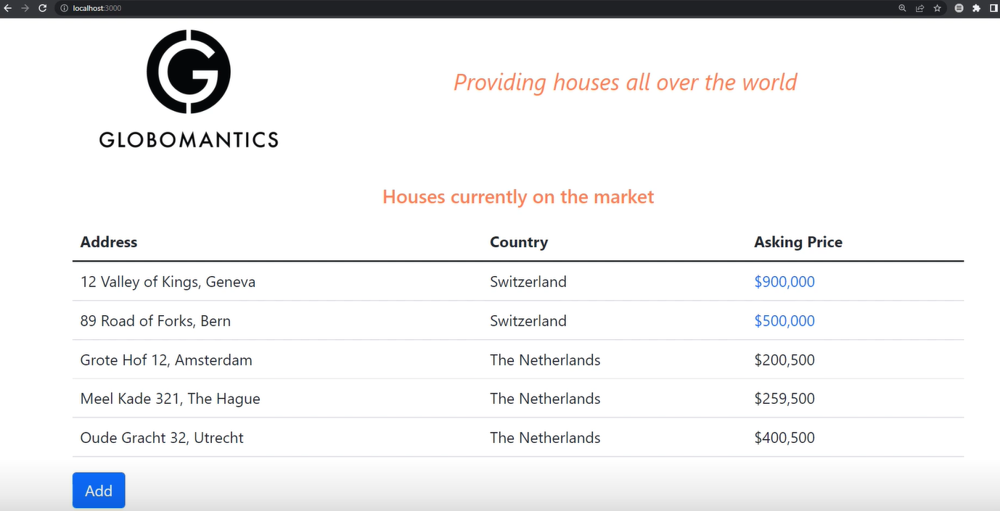 localhost:3000
GLOBOMANTICS
Providing houses all over the world
Houses currently on the market
Address Country Asking Price
12 Valley of Kings, Geneva Switzerland $900,000
89 Road of Forks, Bern Switzerland $500,000
Grote Hof 12, Amsterdam The Netherlands $200,500
Meel Kade 321, The Hague The Netherlands $259,500
Oude Gracht 32, Utrecht The Netherlands $400,500
Add